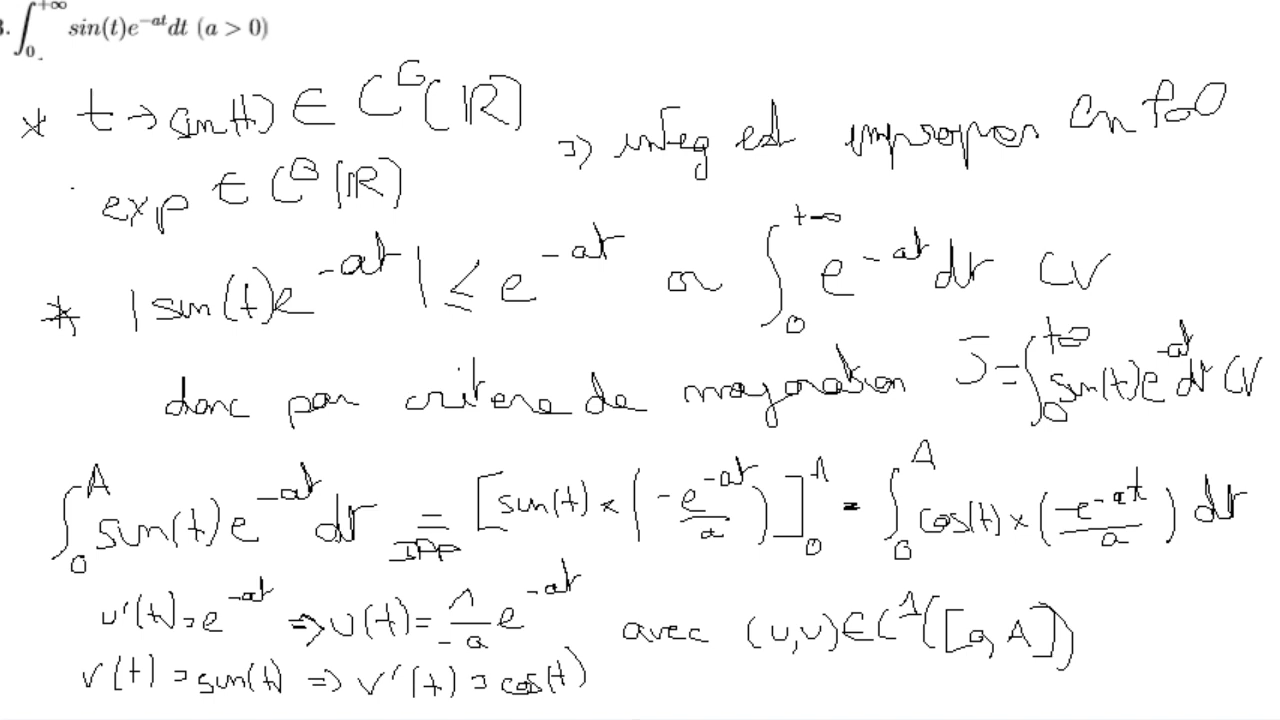 3. ∫_0^{+∞} sin(t)e^{-at}dt (a > 0)
* t → sin(t) ∈ C^0(ℝ)
exp ∈ C^0(ℝ) ⇒ integ est impropre en +∞
* |sin(t)e^{-at}| ≤ e^{-at} or ∫_0^{+∞} e^{-at} dt CV
donc par critere de majoration J = ∫_0^{+∞} sin(t)e^{-at} dt CV
∫_0^A sin(t)e^{-at} dt =_{IPP} [sin(t) × (-e^{-at}/a)]_0^A - ∫_0^A cos(t) × (-e^{-at}/a) dt
u'(t) = e^{-at} ⇒ u(t) = 1/-a e^{-at} avec (u,v) ∈ C^1([0,A])
v(t) = sin(t) ⇒ v'(t) = cos(t)